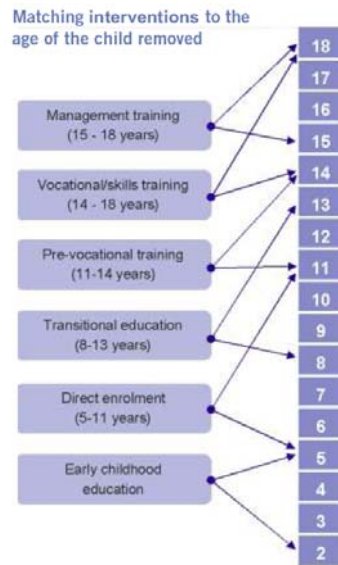 Matching interventions to the
age of the child removed
Management training
(15 - 18 years)
Vocational/skills training
(14 - 18 years)
Pre-vocational training
(11-14 years)
Transitional education
(8-13 years)
Direct enrolment
(5-11 years)
Early childhood
education
18
17
16
15
14
13
12
11
10
9
8
7
6
5
4
3
2